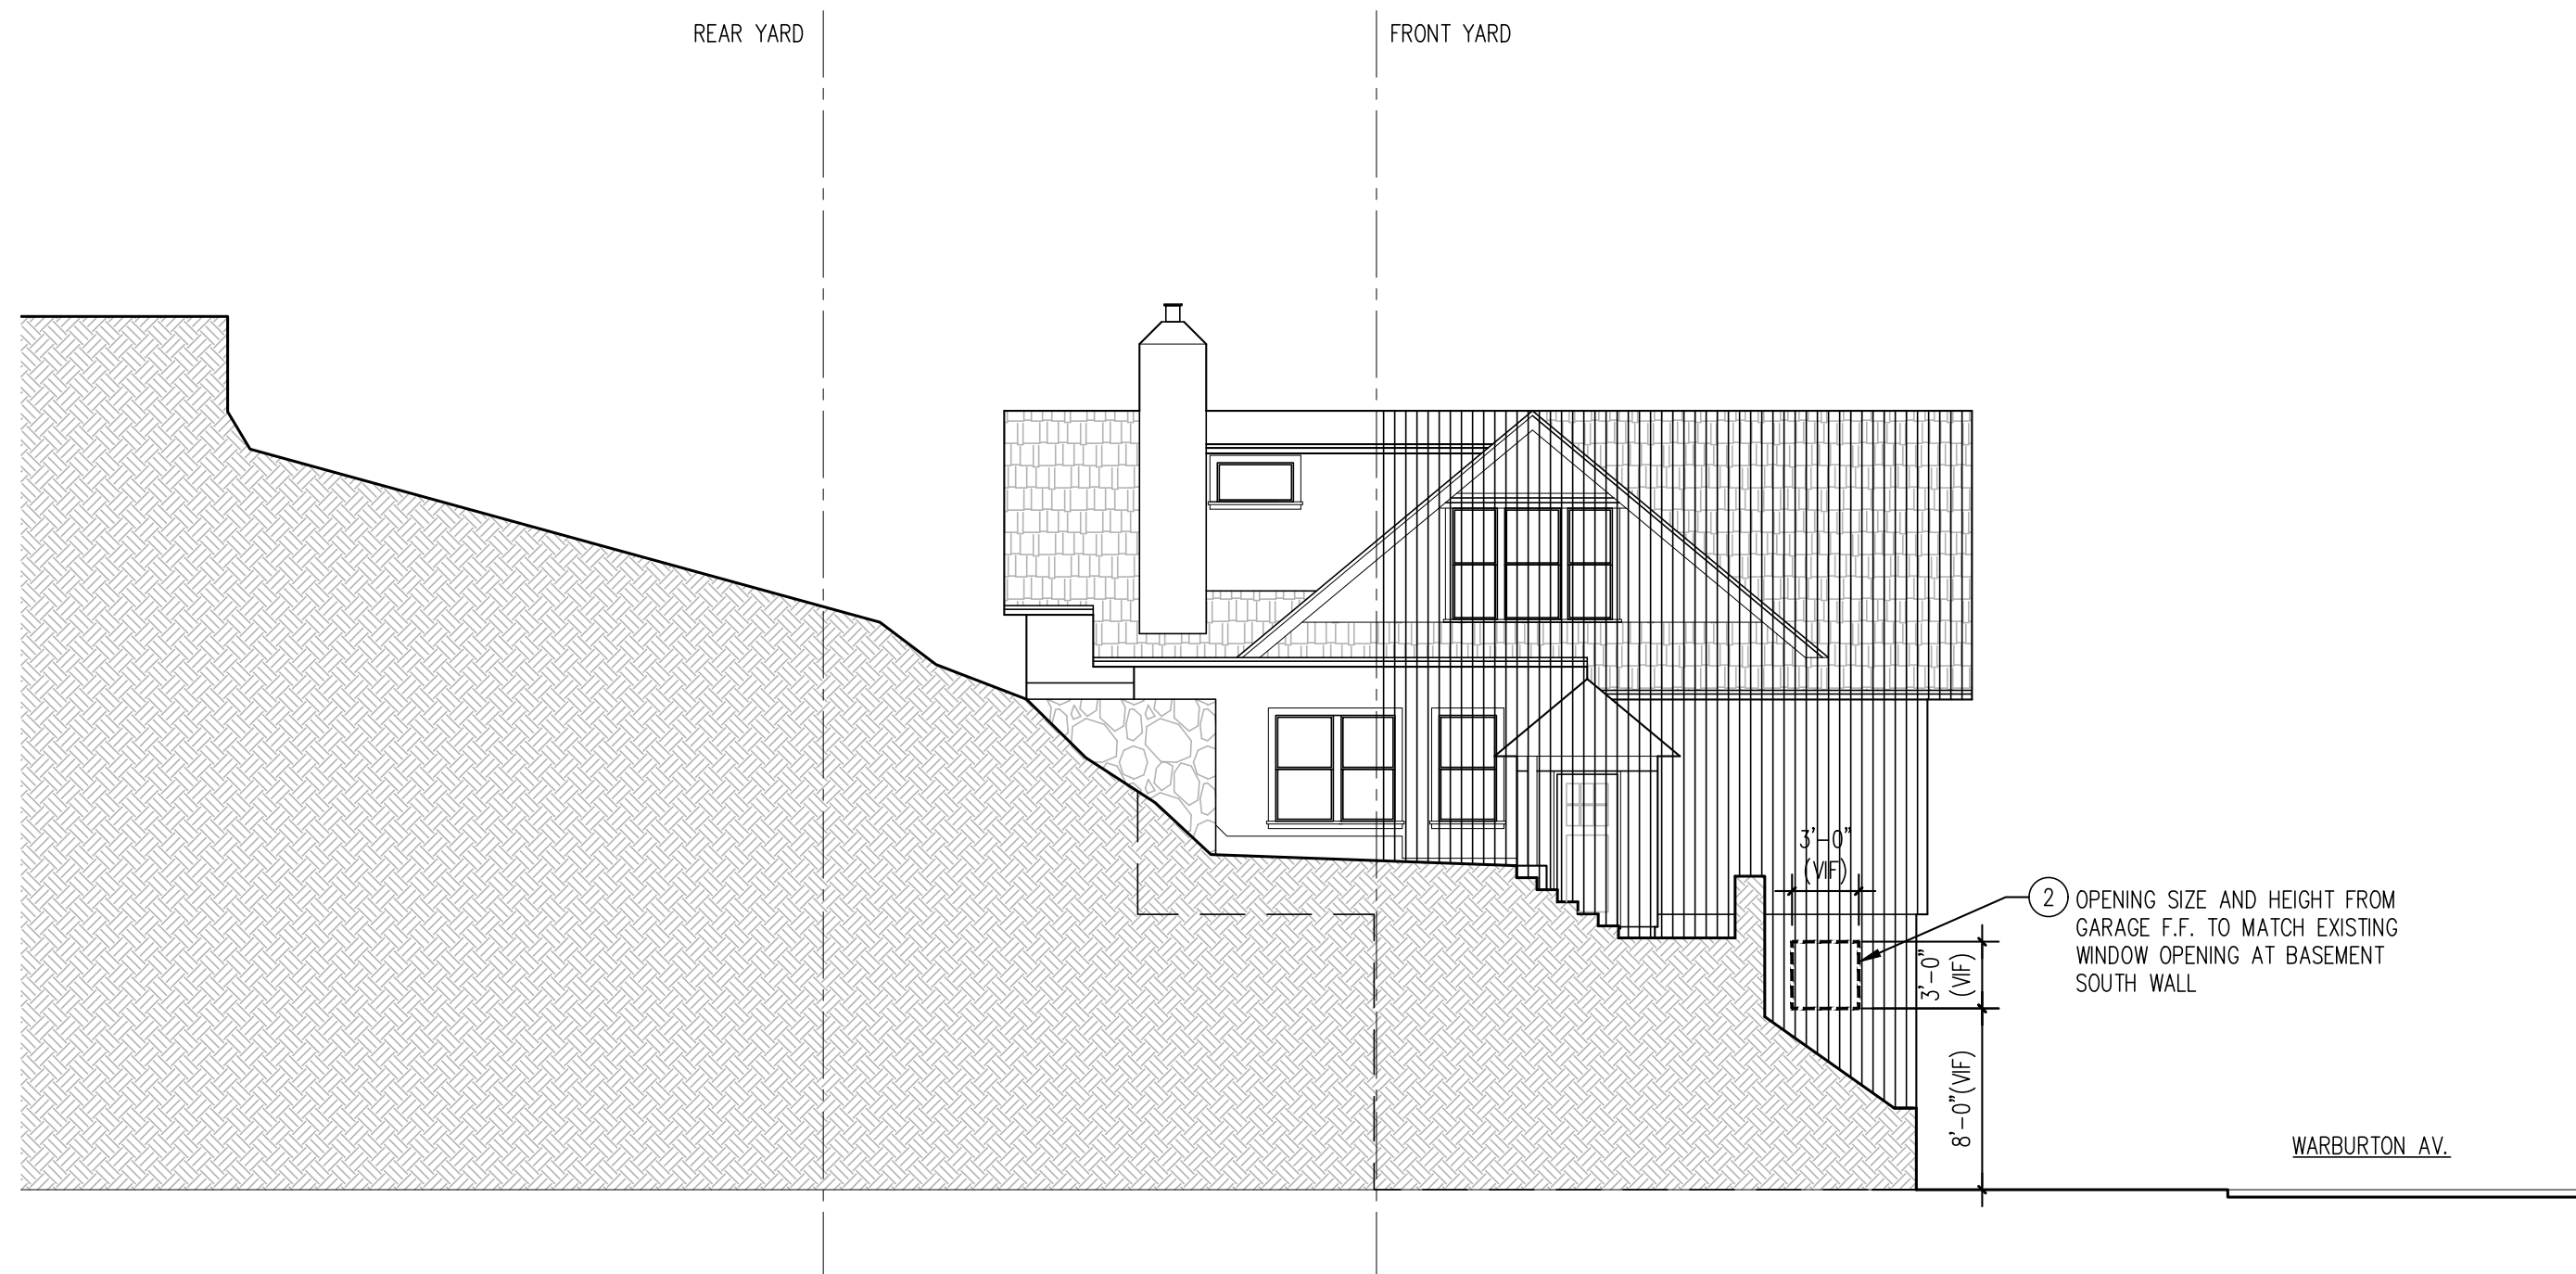 REAR YARD
FRONT YARD
3'-0"
(VIF)
2
OPENING SIZE AND HEIGHT FROM
GARAGE F.F. TO MATCH EXISTING
WINDOW OPENING AT BASEMENT
SOUTH WALL
3'-0"
(VIF)
8'-0"(VIF)
WARBURTON AV.